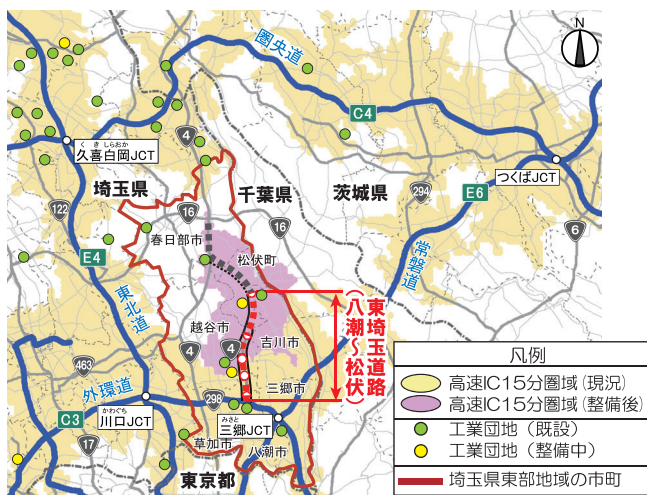 N
圏央道
C4
4
く き しらおか
久喜白岡JCT
つくばJCT
埼玉県
千葉県
茨城県
294
E6
122
16
16
6
春日部市
松伏町
E4
常磐道
東北道
東埼玉道路
(八潮~松伏)
越谷市
4
4
吉川市
463
外環道
298
三郷市
C3
かわぐち
川口JCT
みさと
三郷JCT
17
草加市
八潮市
東京都
凡例
高速IC15分圏域(現況)
高速IC15分圏域(整備後)
工業団地(既設)
工業団地(整備中)
埼玉県東部地域の市町